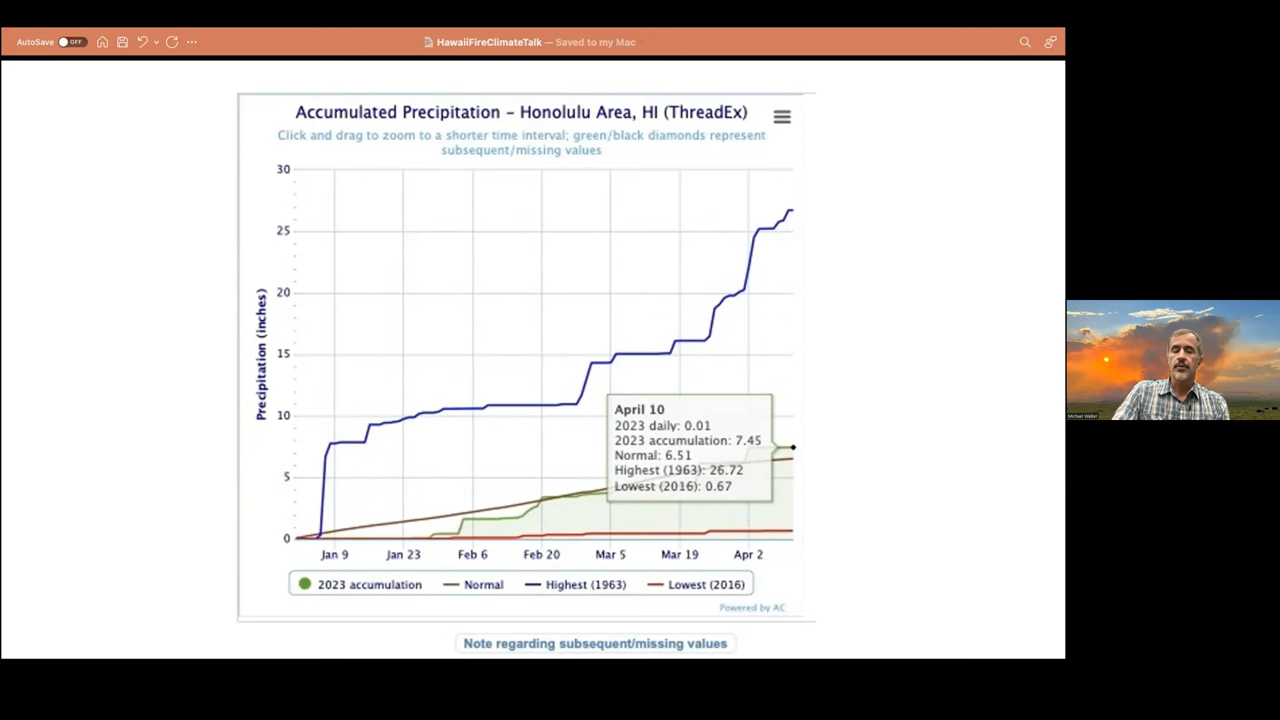 AutoSave OFF
HawaiiFireClimateTalk — Saved to my Mac
Accumulated Precipitation – Honolulu Area, HI (ThreadEx)
Click and drag to zoom to a shorter time interval; green/black diamonds represent
subsequent/missing values
Precipitation (inches)
30
25
20
15
10
5
0
April 10
2023 daily: 0.01
2023 accumulation: 7.45
Normal: 6.51
Highest (1963): 26.72
Lowest (2016): 0.67
Jan 9 Jan 23 Feb 6 Feb 20 Mar 5 Mar 19 Apr 2
2023 accumulation Normal Highest (1963) Lowest (2016)
Powered by AC
Note regarding subsequent/missing values
Michael Walker